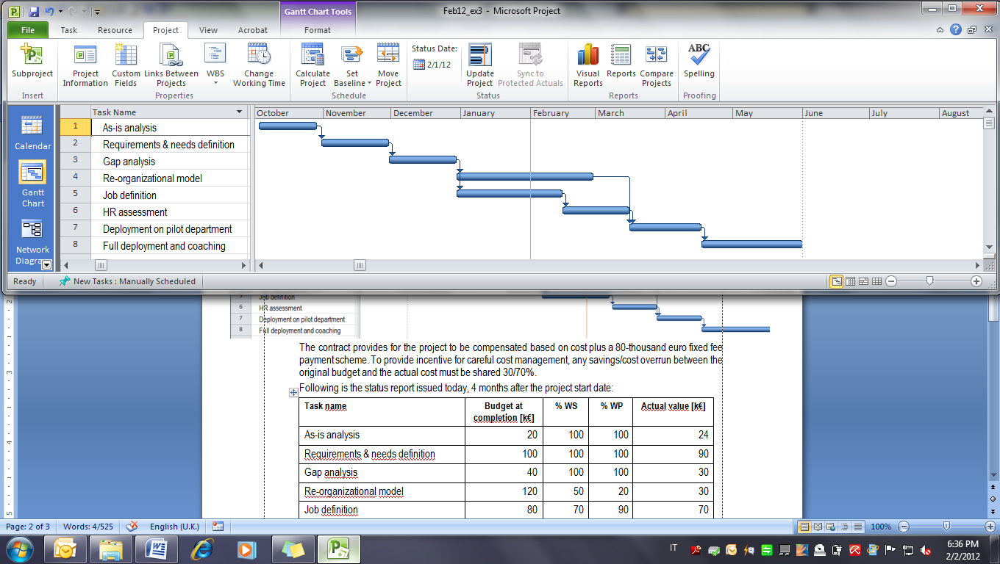 Gantt Chart Tools
Feb12_ex3 - Microsoft Project
File Task Resource Project View Acrobat Format
Subproject
Project Information
Custom Fields
Links Between Projects
WBS
Change Working Time
Calculate Project
Set Baseline
Move Project
Status Date:
2/1/12
Update Project
Sync to Protected Actuals
Visual Reports
Reports
Compare Projects
ABC
Spelling
Insert Properties Schedule Status Reports Proofing
Calendar
Gantt Chart
Network
Diagra
Task Name
October November December January February March April May June July August
1 As-is analysis
2 Requirements & needs definition
3 Gap analysis
4 Re-organizational model
5 Job definition
6 HR assessment
7 Deployment on pilot department
8 Full deployment and coaching
Ready New Tasks : Manually Scheduled
5 Job definition
6 HR assessment
7 Deployment on pilot department
8 Full deployment and coaching
The contract provides for the project to be compensated based on cost plus a 80-thousand euro fixed fee
payment scheme. To provide incentive for careful cost management, any savings/cost overrun between the
original budget and the actual cost must be shared 30/70%.
Following is the status report issued today, 4 months after the project start date:
Task name Budget at completion [k€] % WS % WP Actual value [k€]
As-is analysis 20 100 100 24
Requirements & needs definition 100 100 100 90
Gap analysis 40 100 100 30
Re-organizational model 120 50 20 30
Job definition 80 70 90 70
2
3
4
5
Page: 2 of 3 Words: 4/525 English (U.K.) 100%
IT
6:36 PM
2/2/2012